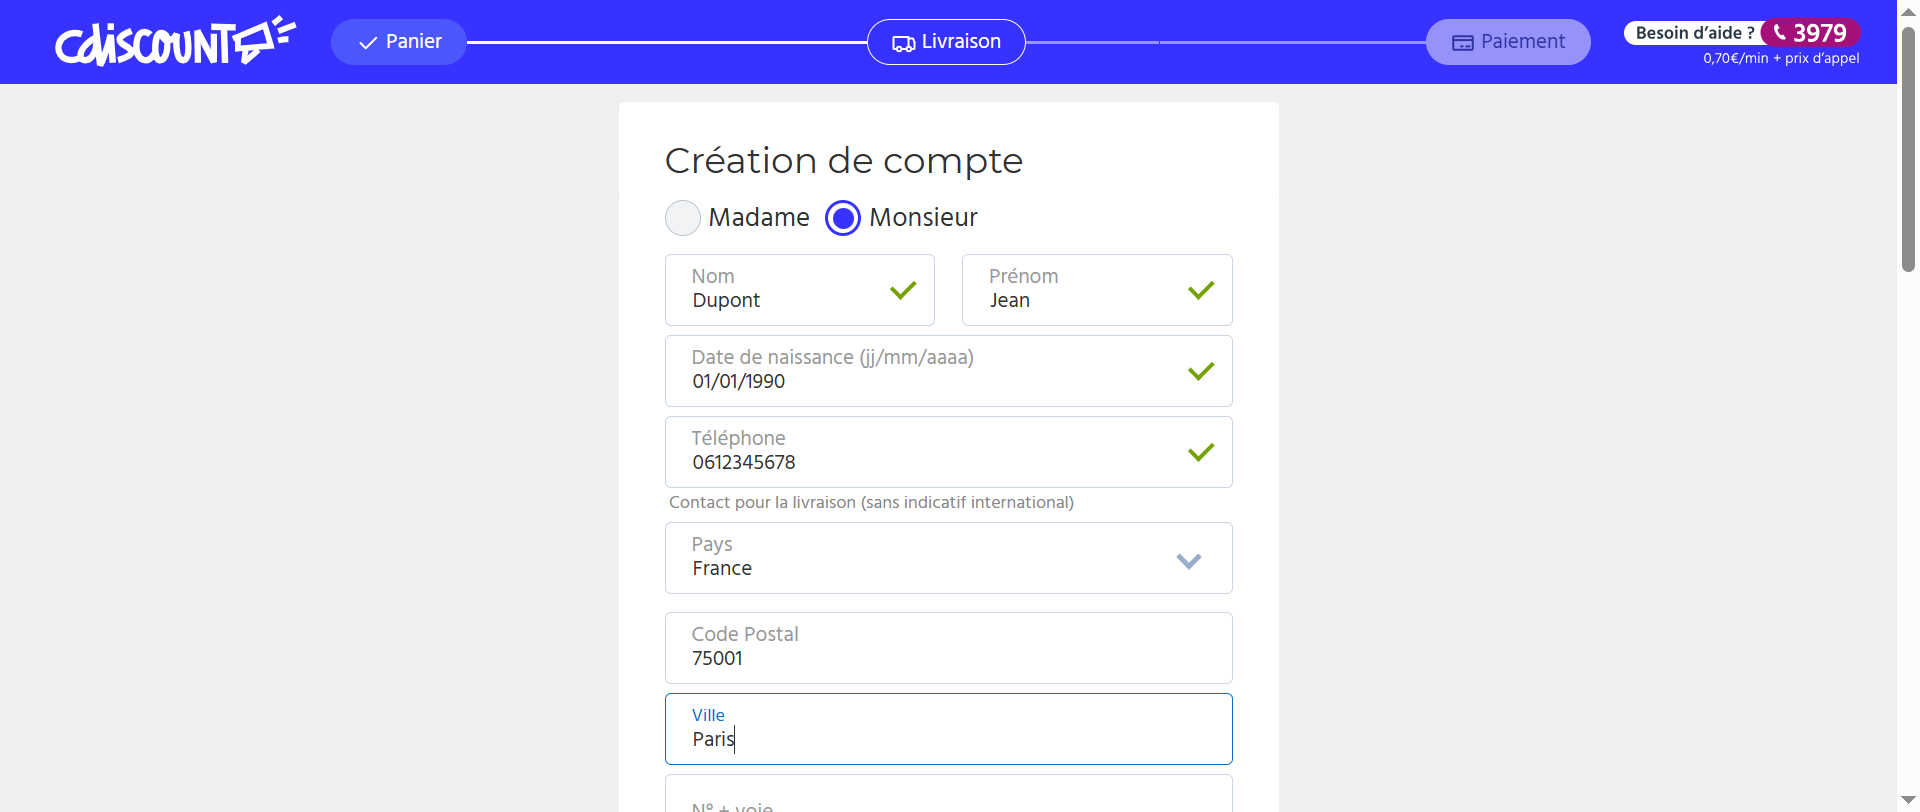 cdiscount
Panier
Livraison
Paiement
Besoin d'aide ? 3979
0,70€/min + prix d'appel
Création de compte
Madame Monsieur
Nom
Dupont
Prénom
Jean
Date de naissance (jj/mm/aaaa)
01/01/1990
Téléphone
0612345678
Contact pour la livraison (sans indicatif international)
Pays
France
Code Postal
75001
Ville
Paris
N° + voie